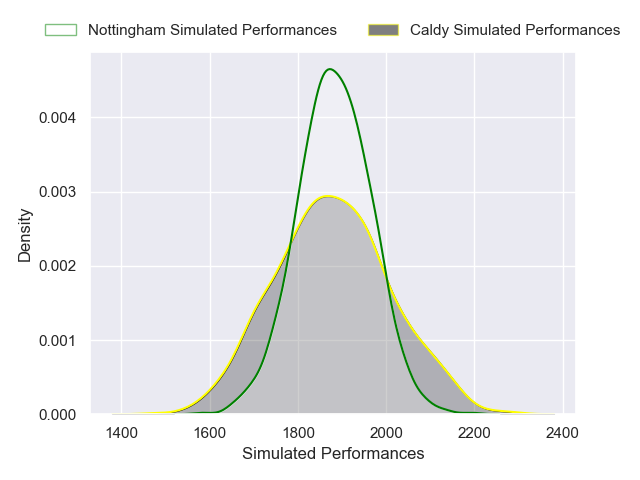 Nottingham Simulated Performances Caldy Simulated Performances
0.004
0.003
0.002
0.001
0.000
Density
1400 1600 1800 2000 2200 2400
Simulated Performances